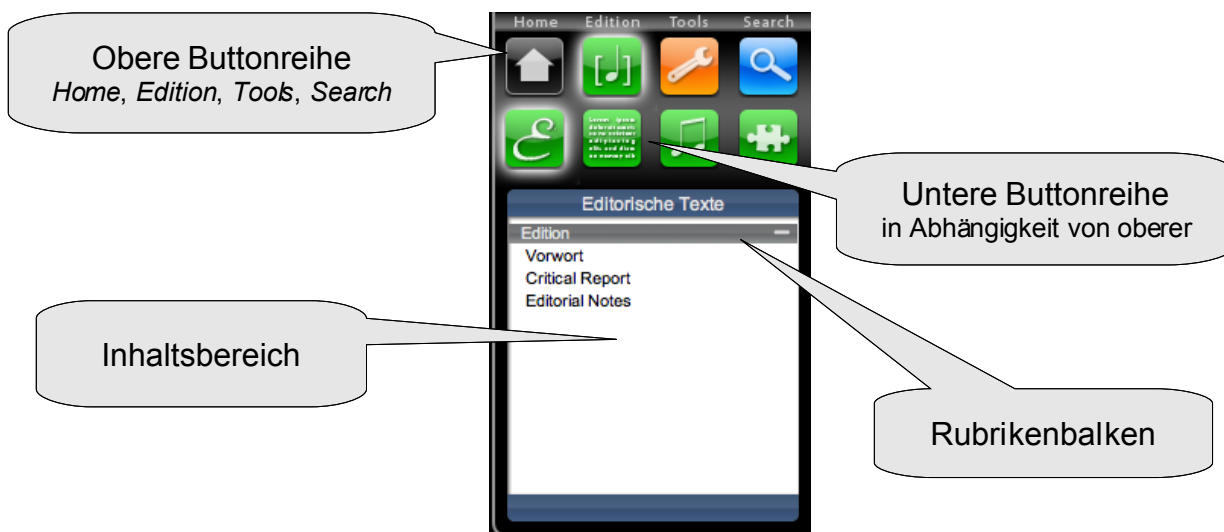 Home Edition Tools Search
Obere Buttonreihe
Home, Edition, Tools, Search
Untere Buttonreihe
in Abhängigkeit von oberer
Editorische Texte
Edition
Vorwort
Critical Report
Editorial Notes
Inhaltsbereich
Rubrikenbalken